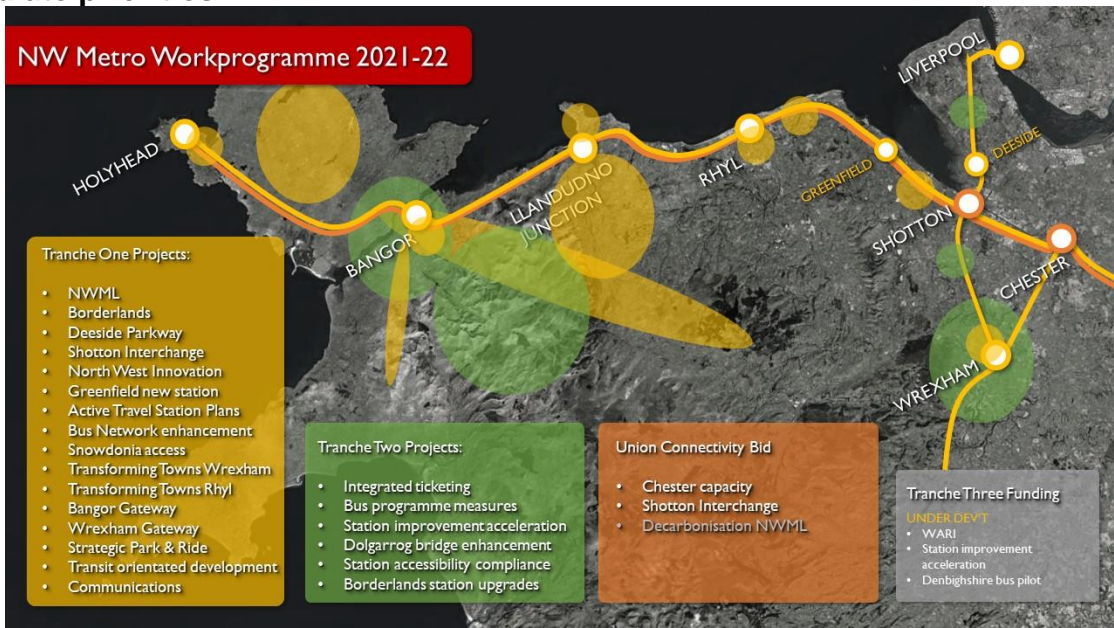 NW Metro Workprogramme 2021-22
LIVERPOOL
DEESIDE
HOLYHEAD
RHYL
GREENFIELD
LLANDUDNO
JUNCTION
BANGOR
SHOTTON
CHESTER
WREXHAM
Tranche One Projects:
• NWML
• Borderlands
• Deeside Parkway
• Shotton Interchange
• North West Innovation
• Greenfield new station
• Active Travel Station Plans
• Bus Network enhancement
• Snowdonia access
• Transforming Towns Wrexham
• Transforming Towns Rhyl
• Bangor Gateway
• Wrexham Gateway
• Strategic Park & Ride
• Transit orientated development
• Communications
Tranche Two Projects:
• Integrated ticketing
• Bus programme measures
• Station improvement acceleration
• Dolgarrog bridge enhancement
• Station accessibility compliance
• Borderlands station upgrades
Union Connectivity Bid
• Chester capacity
• Shotton Interchange
• Decarbonisation NWML
Tranche Three Funding
UNDER DEV'T
• WARI
• Station improvement
acceleration
• Denbighshire bus pilot